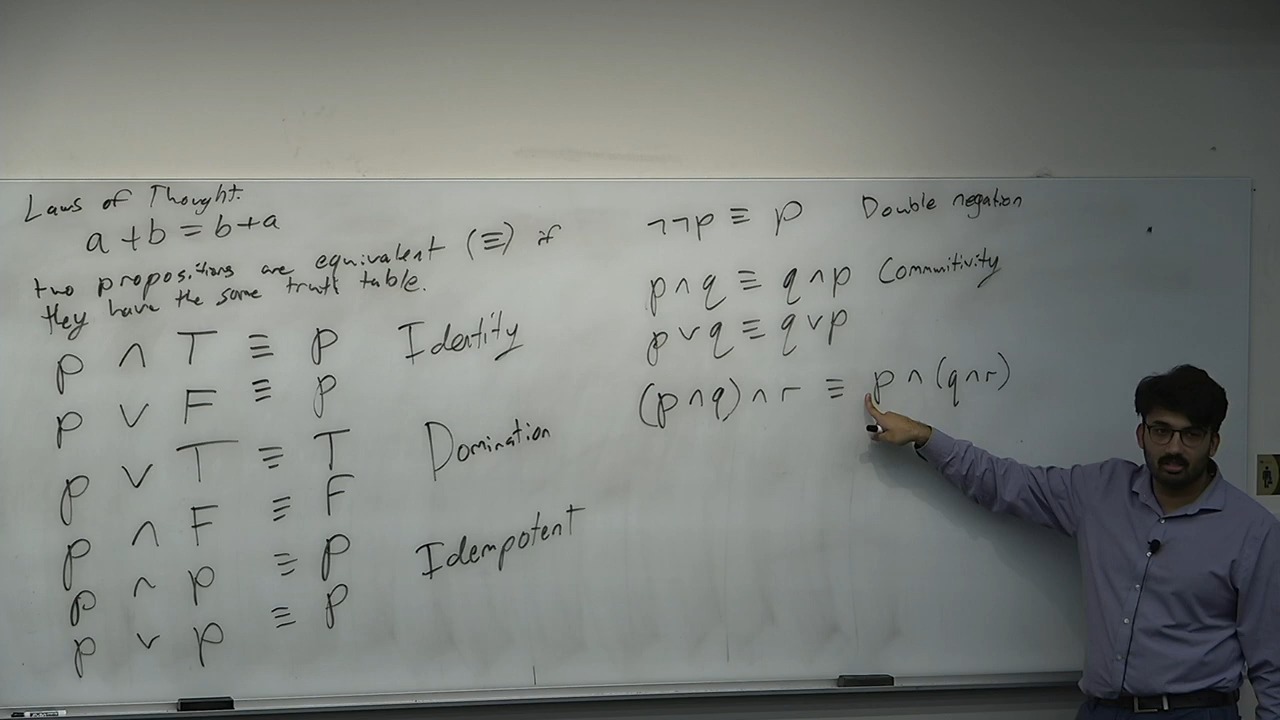 Laws of Thought.
a + b = b + a
two propositions are equivalent (≡) if
they have the same truth table.
p ∧ T ≡ p Identity
p ∨ F ≡ p
p ∨ T ≡ T Domination
p ∧ F ≡ F
p ∧ p ≡ p Idempotent
p ∨ p ≡ p
¬¬p ≡ p Double negation
p ∧ q ≡ q ∧ p Commutivity
p ∨ q ≡ q ∨ p
(p ∧ q) ∧ r ≡ p ∧ (q ∧ r)